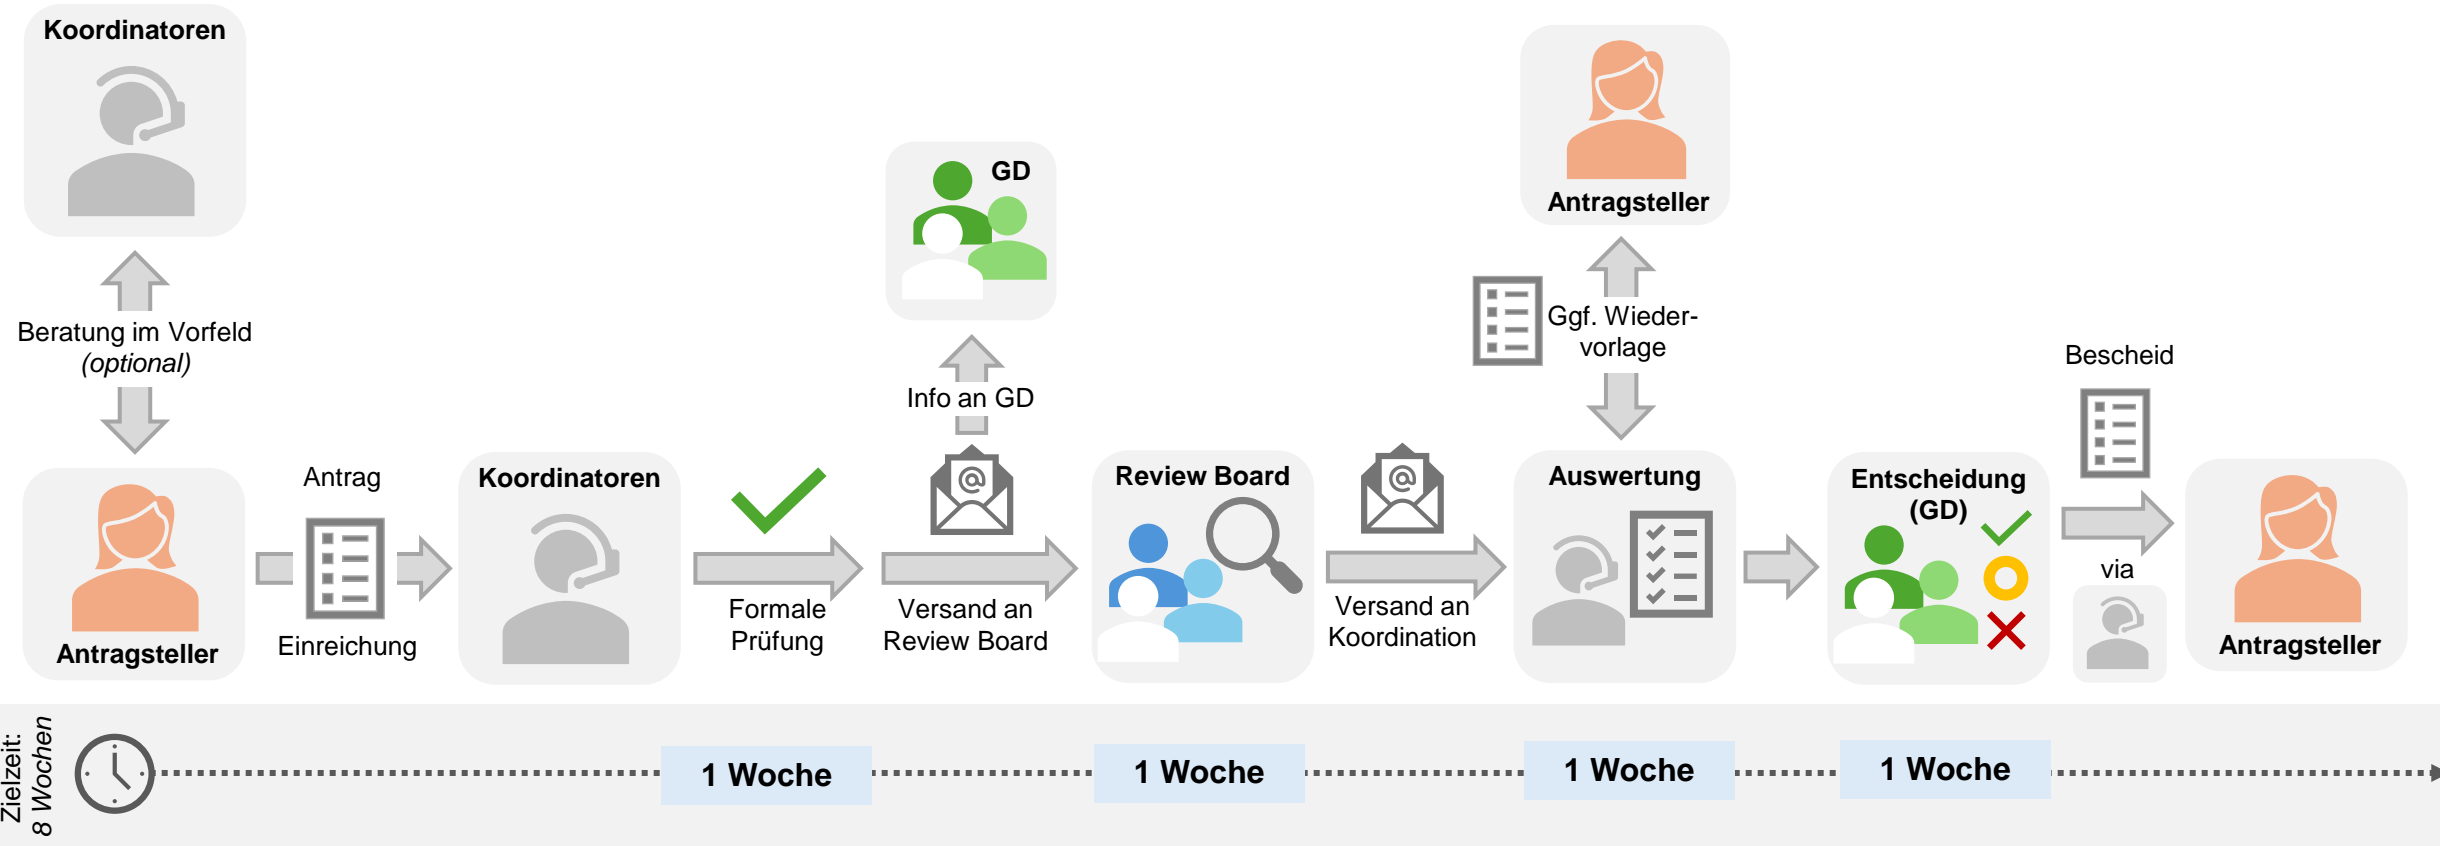 Koordinatoren
Beratung im Vorfeld
(optional)
Antragsteller
Antrag
Einreichung
Koordinatoren
Formale
Prüfung
GD
Info an GD
@
Versand an
Review Board
Review Board
@
Versand an
Koordination
Antragsteller
Ggf. Wieder-
vorlage
Auswertung
Entscheidung
(GD)
Bescheid
via
Antragsteller
Zielzeit:
8 Wochen
1 Woche
1 Woche
1 Woche
1 Woche